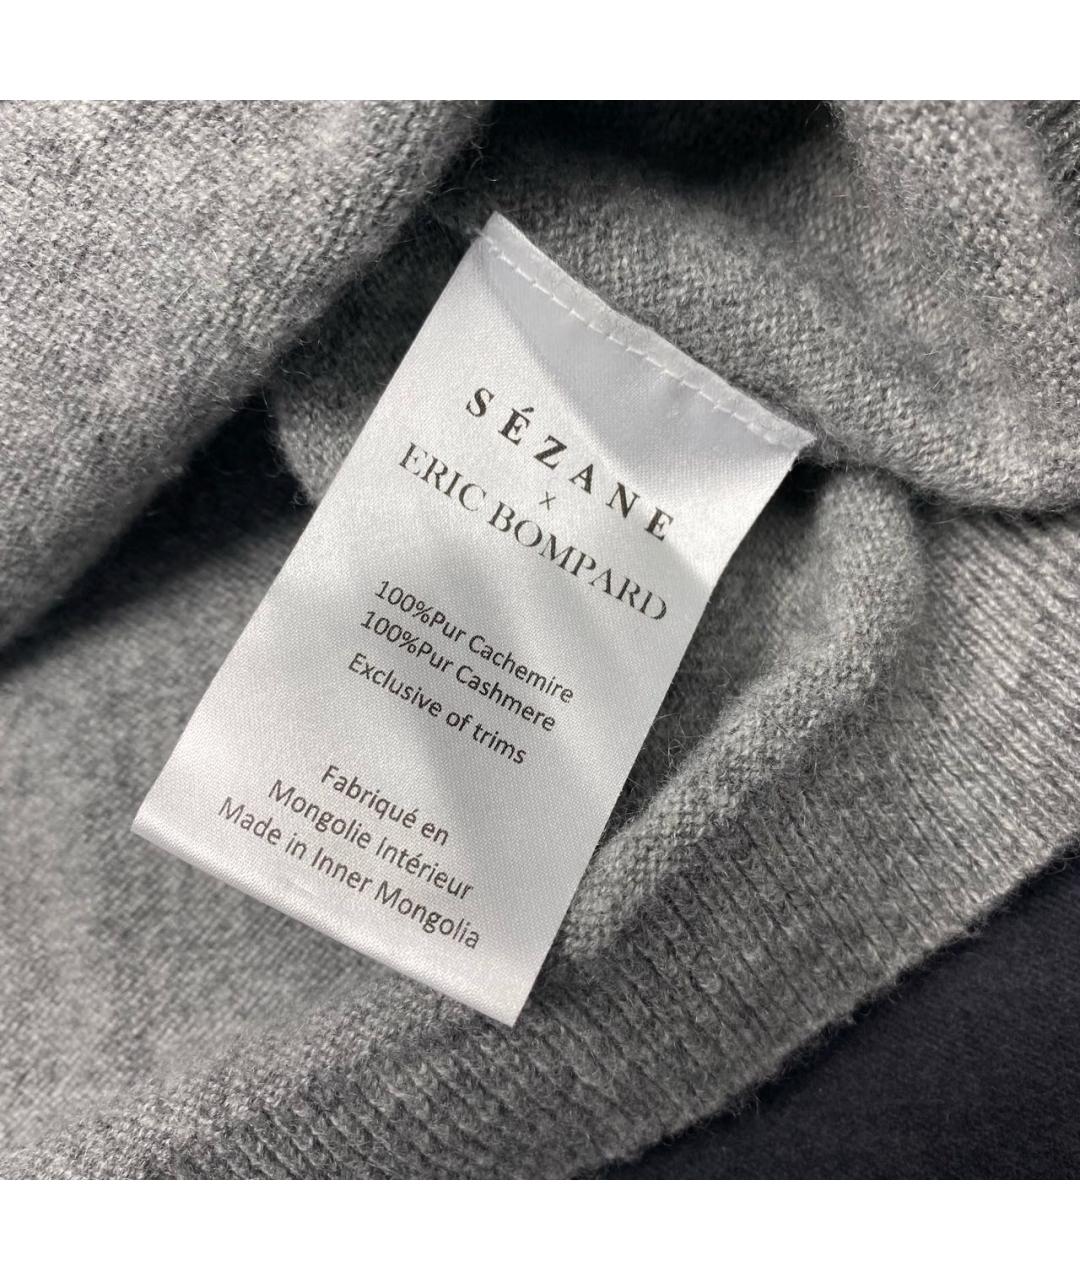 SÉZANE
×
ERIC BOMPARD
100%Pur Cachemire
100%Pur Cashmere
Exclusive of trims
Fabriqué en
Mongolie Intérieur
Made in Inner Mongolia